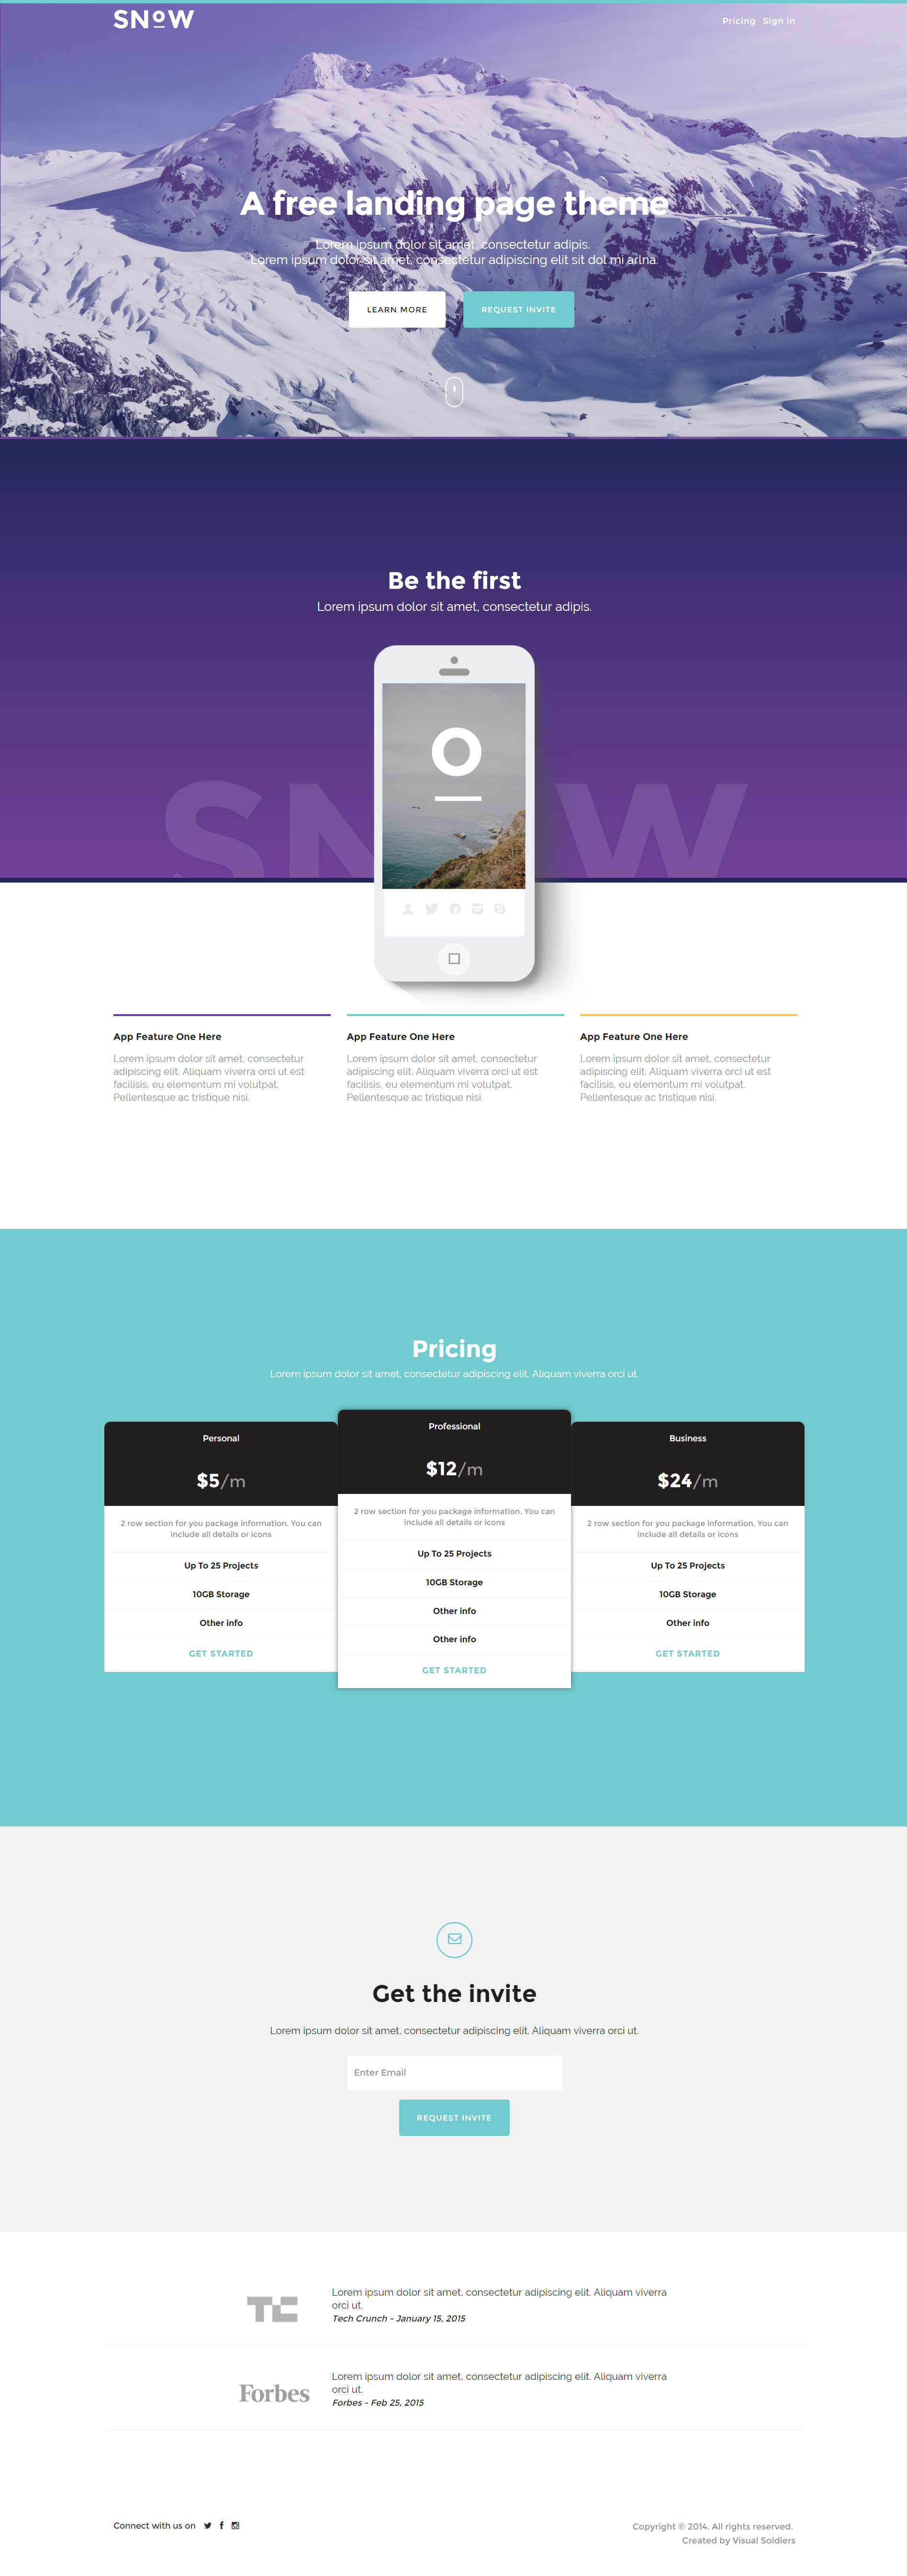 SNOW
Pricing Sign in
A free landing page theme
Lorem ipsum dolor sit amet, consectetur adipis.
Lorem ipsum dolor sit amet, consectetur adipiscing elit sit dol mi arlna.
LEARN MORE
REQUEST INVITE
Be the first
Lorem ipsum dolor sit amet, consectetur adipis.
SNOW
App Feature One Here
Lorem ipsum dolor sit amet, consectetur
adipiscing elit. Aliquam viverra orci ut est
facilisis, eu elementum mi volutpat.
Pellentesque ac tristique nisi.
App Feature One Here
Lorem ipsum dolor sit amet, consectetur
adipiscing elit. Aliquam viverra orci ut est
facilisis, eu elementum mi volutpat.
Pellentesque ac tristique nisi.
App Feature One Here
Lorem ipsum dolor sit amet, consectetur
adipiscing elit. Aliquam viverra orci ut est
facilisis, eu elementum mi volutpat.
Pellentesque ac tristique nisi.
Pricing
Lorem ipsum dolor sit amet, consectetur adipiscing elit. Aliquam viverra orci ut.
Personal
$5/m
2 row section for you package information. You can
include all details or icons
Up To 25 Projects
10GB Storage
Other info
GET STARTED
Professional
$12/m
2 row section for you package information. You can
include all details or icons
Up To 25 Projects
10GB Storage
Other info
Other info
GET STARTED
Business
$24/m
2 row section for you package information. You can
include all details or icons
Up To 25 Projects
10GB Storage
Other info
GET STARTED
Get the invite
Lorem ipsum dolor sit amet, consectetur adipiscing elit. Aliquam viverra orci ut.
Enter Email
REQUEST INVITE
TC
Lorem ipsum dolor sit amet, consectetur adipiscing elit. Aliquam viverra
orci ut.
Tech Crunch - January 15, 2015
Forbes
Lorem ipsum dolor sit amet, consectetur adipiscing elit. Aliquam viverra
orci ut.
Forbes - Feb 25, 2015
Connect with us on
Copyright © 2014. All rights reserved.
Created by Visual Soldiers